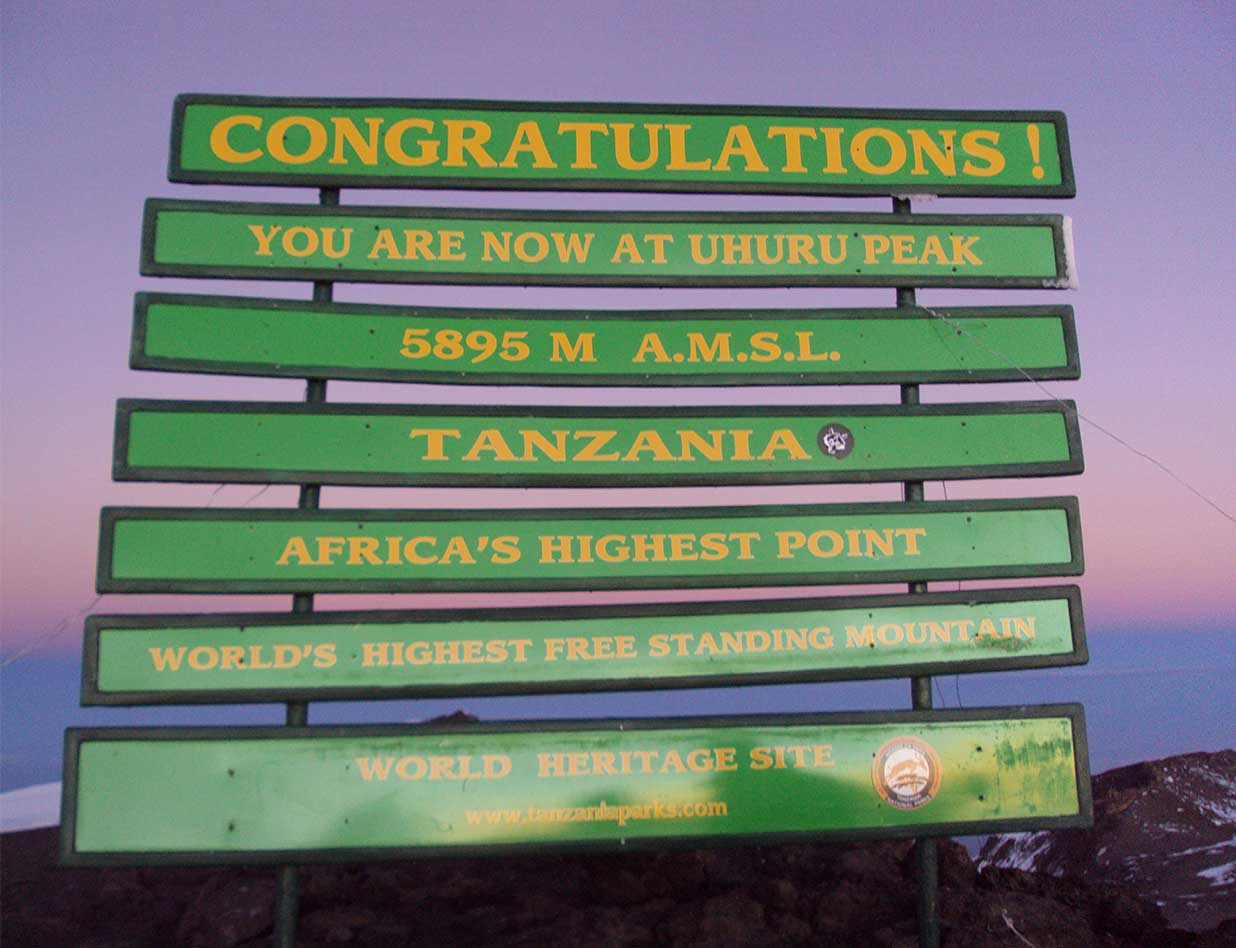 CONGRATULATIONS !
YOU ARE NOW AT UHURU PEAK
5895 M A.M.S.L.
TANZANIA
AFRICA'S HIGHEST POINT
WORLD'S HIGHEST FREE STANDING MOUNTAIN
WORLD HERITAGE SITE
www.tanzaniaparks.com